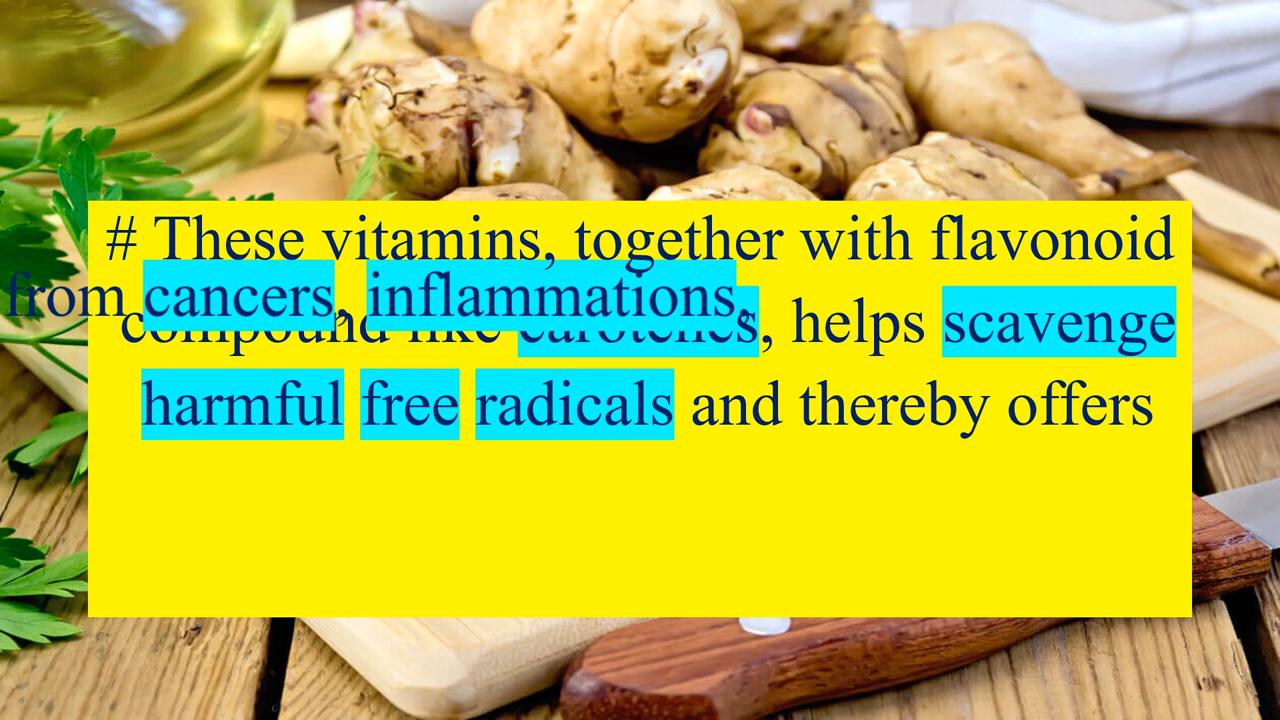 # These vitamins, together with flavonoid
from cancers, inflammations,
compound like carotenes, helps scavenge
harmful free radicals and thereby offers